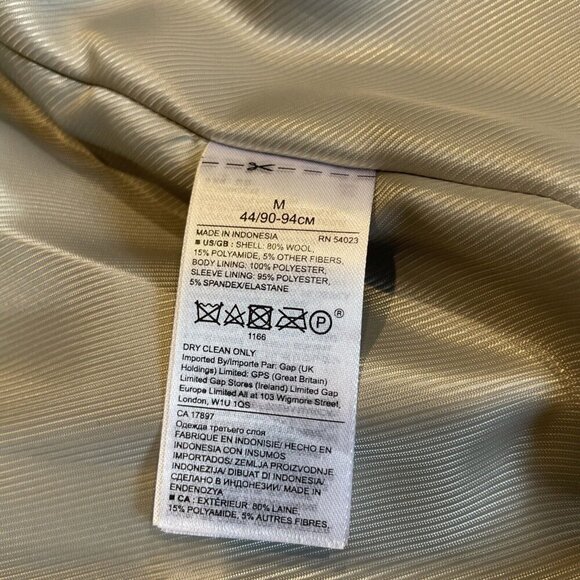 M
44/90-94CM
MADE IN INDONESIA RN 54023
■ US/GB : SHELL: 80% WOOL,
15% POLYAMIDE, 5% OTHER FIBERS,
BODY LINING: 100% POLYESTER,
SLEEVE LINING: 95% POLYESTER,
5% SPANDEX/ELASTANE
P ®
1166
DRY CLEAN ONLY
Imported By/Importe Par: Gap (UK
Holdings) Limited: GPS (Great Britain)
Limited Gap Stores (Ireland) Limited Gap
Europe Limited All at 103 Wigmore Street,
London, W1U 1QS
CA 17897
Одежда третьего слоя
FABRIQUE EN INDONISIE/ HECHO EN
INDONESIA CON INSUMOS
IMPORTADOS/ ZEMLJA PROIZVODNJE
INDONEZIJA/ DIBUAT DI INDONESIA/
СДЕЛАНО В ИНДОНЕЗИИ/ MADE IN
ENDENOZYA
■ CA : EXTÉRIEUR: 80% LAINE
15% POLYAMIDE, 5% AUTRES FIBRES,